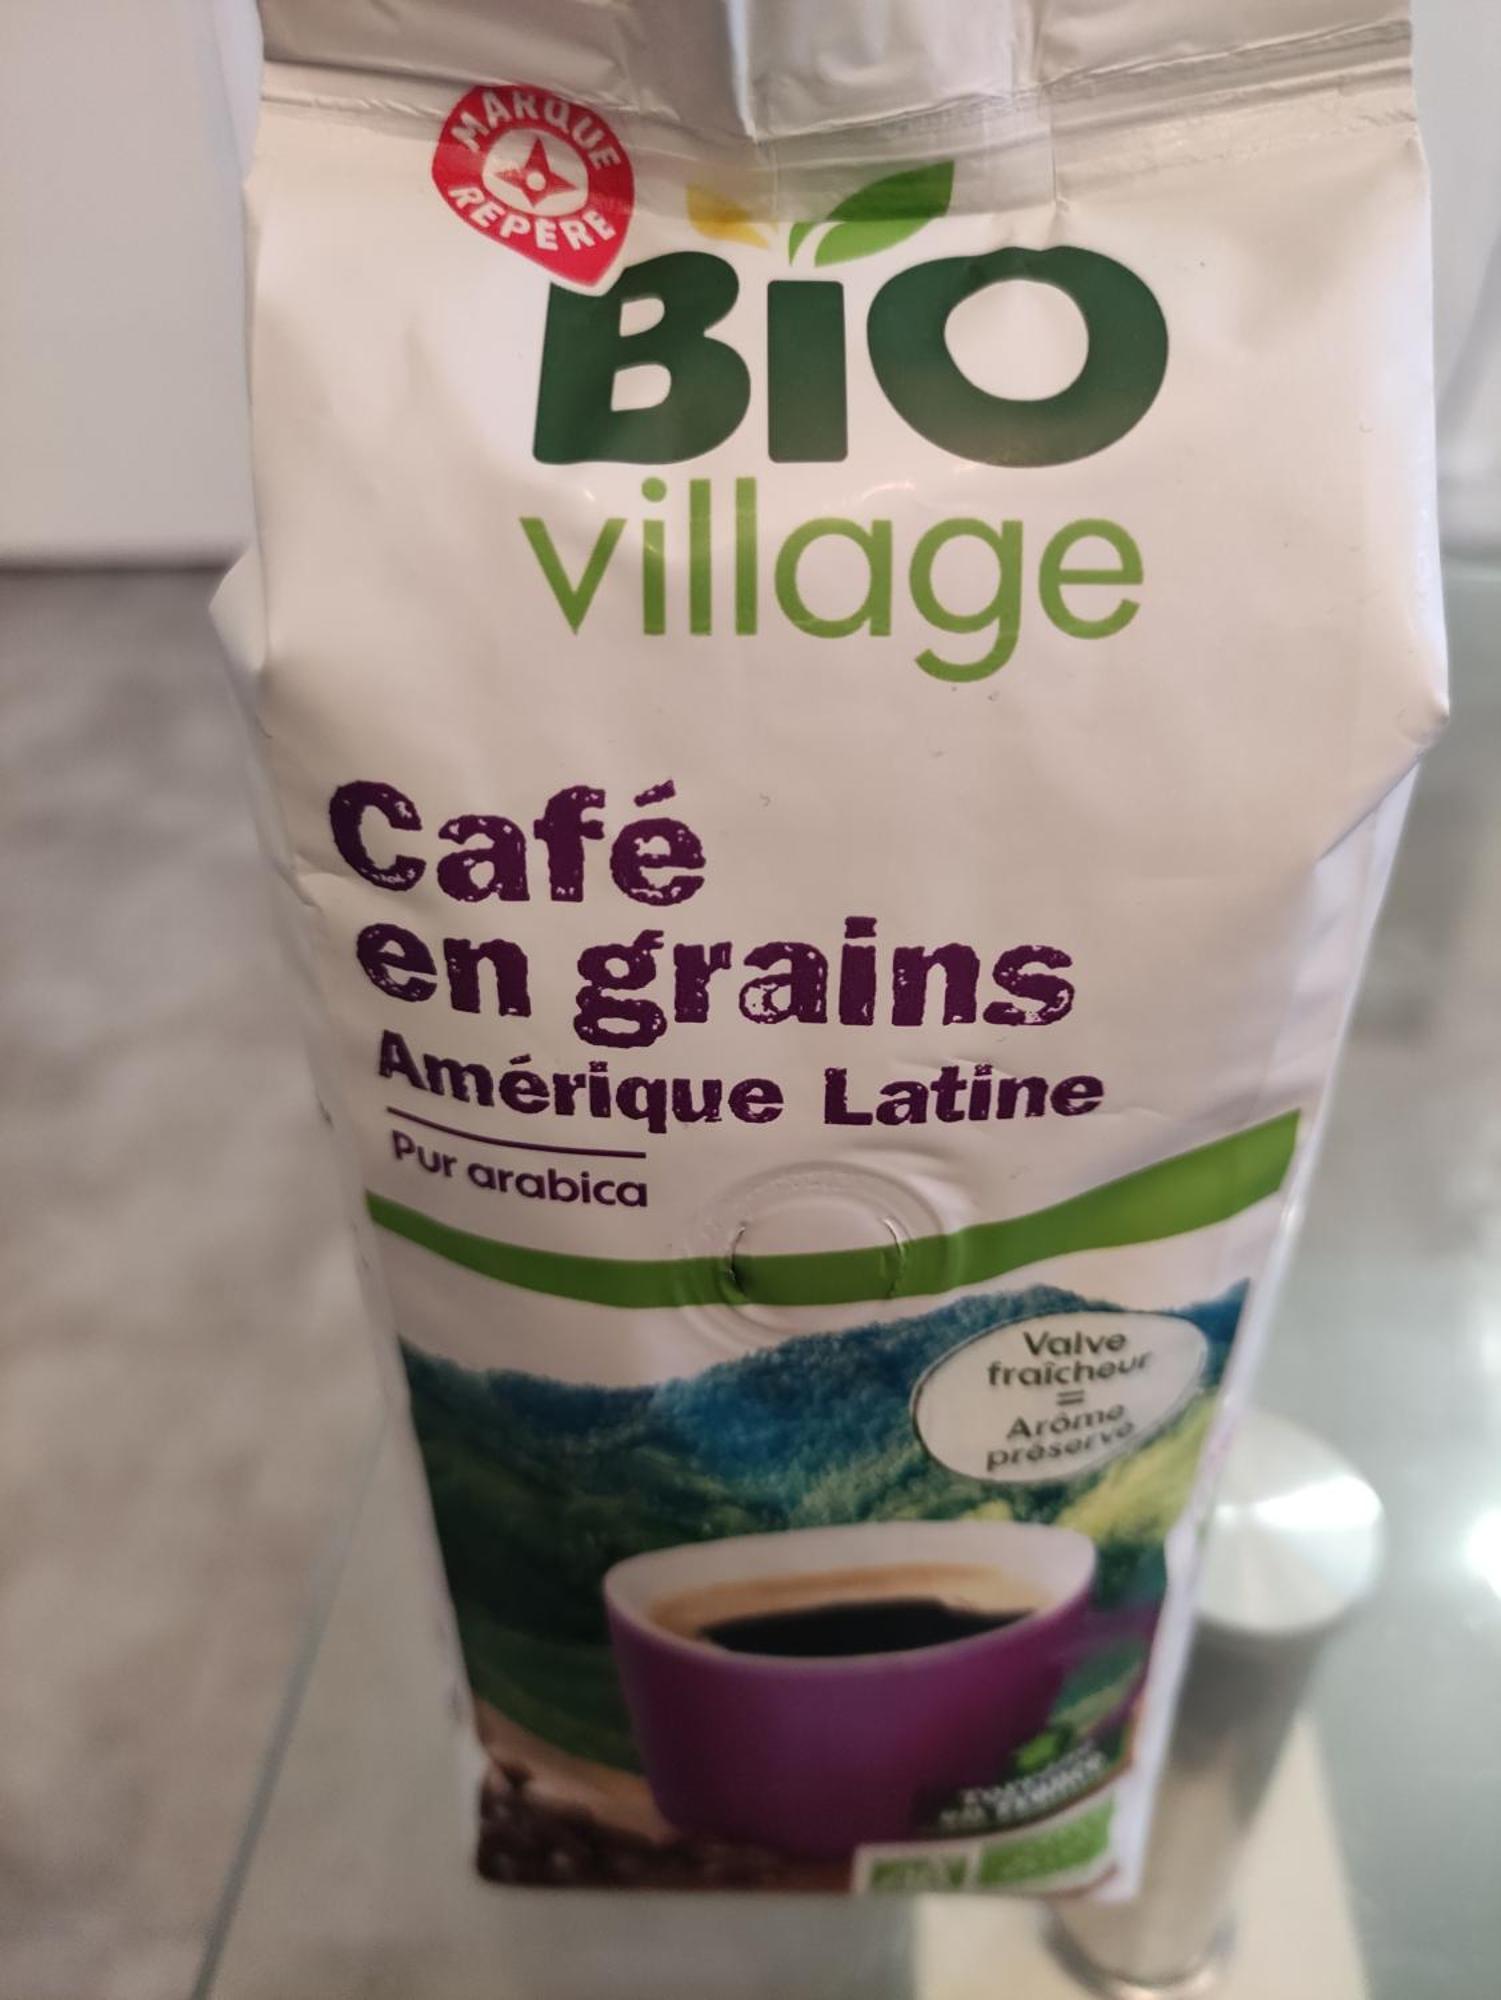 MARQUE
REPÈRE
BIO
village
Café
en grains
Amérique Latine
Pur arabica
Valve
fraîcheur
=
Arôme
préservé